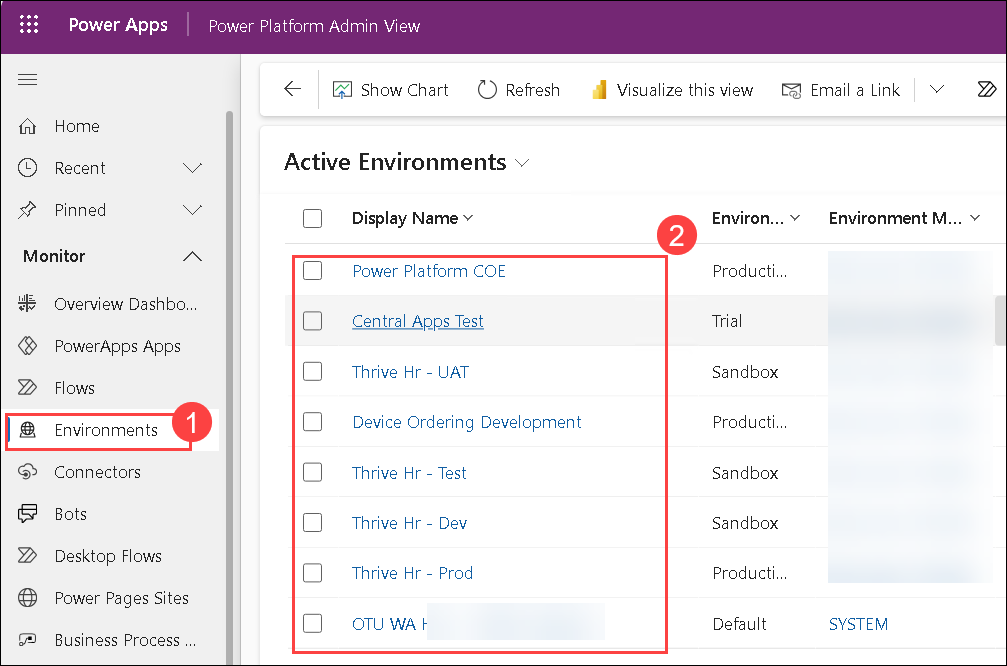 Power Apps
Power Platform Admin View
Show Chart
Refresh
Visualize this view
Email a Link
Home
Recent
Pinned
Monitor
Overview Dashbo...
PowerApps Apps
Flows
Environments
1
Connectors
Bots
Desktop Flows
Power Pages Sites
Business Process ...
Active Environments
Display Name
Environ...
Environment M...
2
Power Platform COE
Producti...
Central Apps Test
Trial
Thrive Hr - UAT
Sandbox
Device Ordering Development
Producti...
Thrive Hr - Test
Sandbox
Thrive Hr - Dev
Sandbox
Thrive Hr - Prod
Producti...
OTU WA
Default
SYSTEM